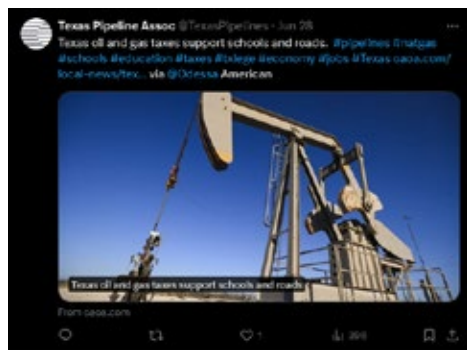 Texas Pipeline Assoc @TexasPipelines · Jun 28
Texas oil and gas taxes support schools and roads. #pipelines #natgas
#schools #education #taxes #txlege #economy #jobs #Texas oaoa.com/
local-news/tex... via @Odessa American
Texas oil and gas taxes support schools and roads
From oaoa.com
1